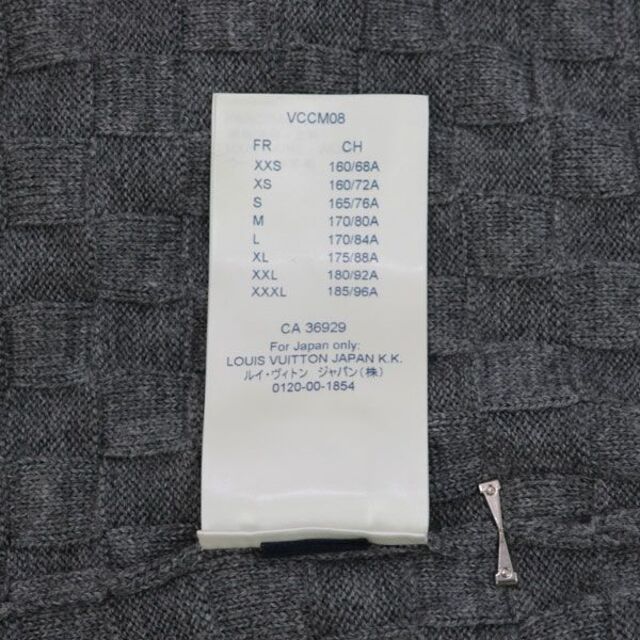 VCCM08
FR CH
XXS 160/68A
XS 160/72A
S 165/76A
M 170/80A
L 170/84A
XL 175/88A
XXL 180/92A
XXXL 185/96A
CA 36929
For Japan only:
LOUIS VUITTON JAPAN K.K.
ルイ・ヴィトン ジャパン(株)
0120-00-1854